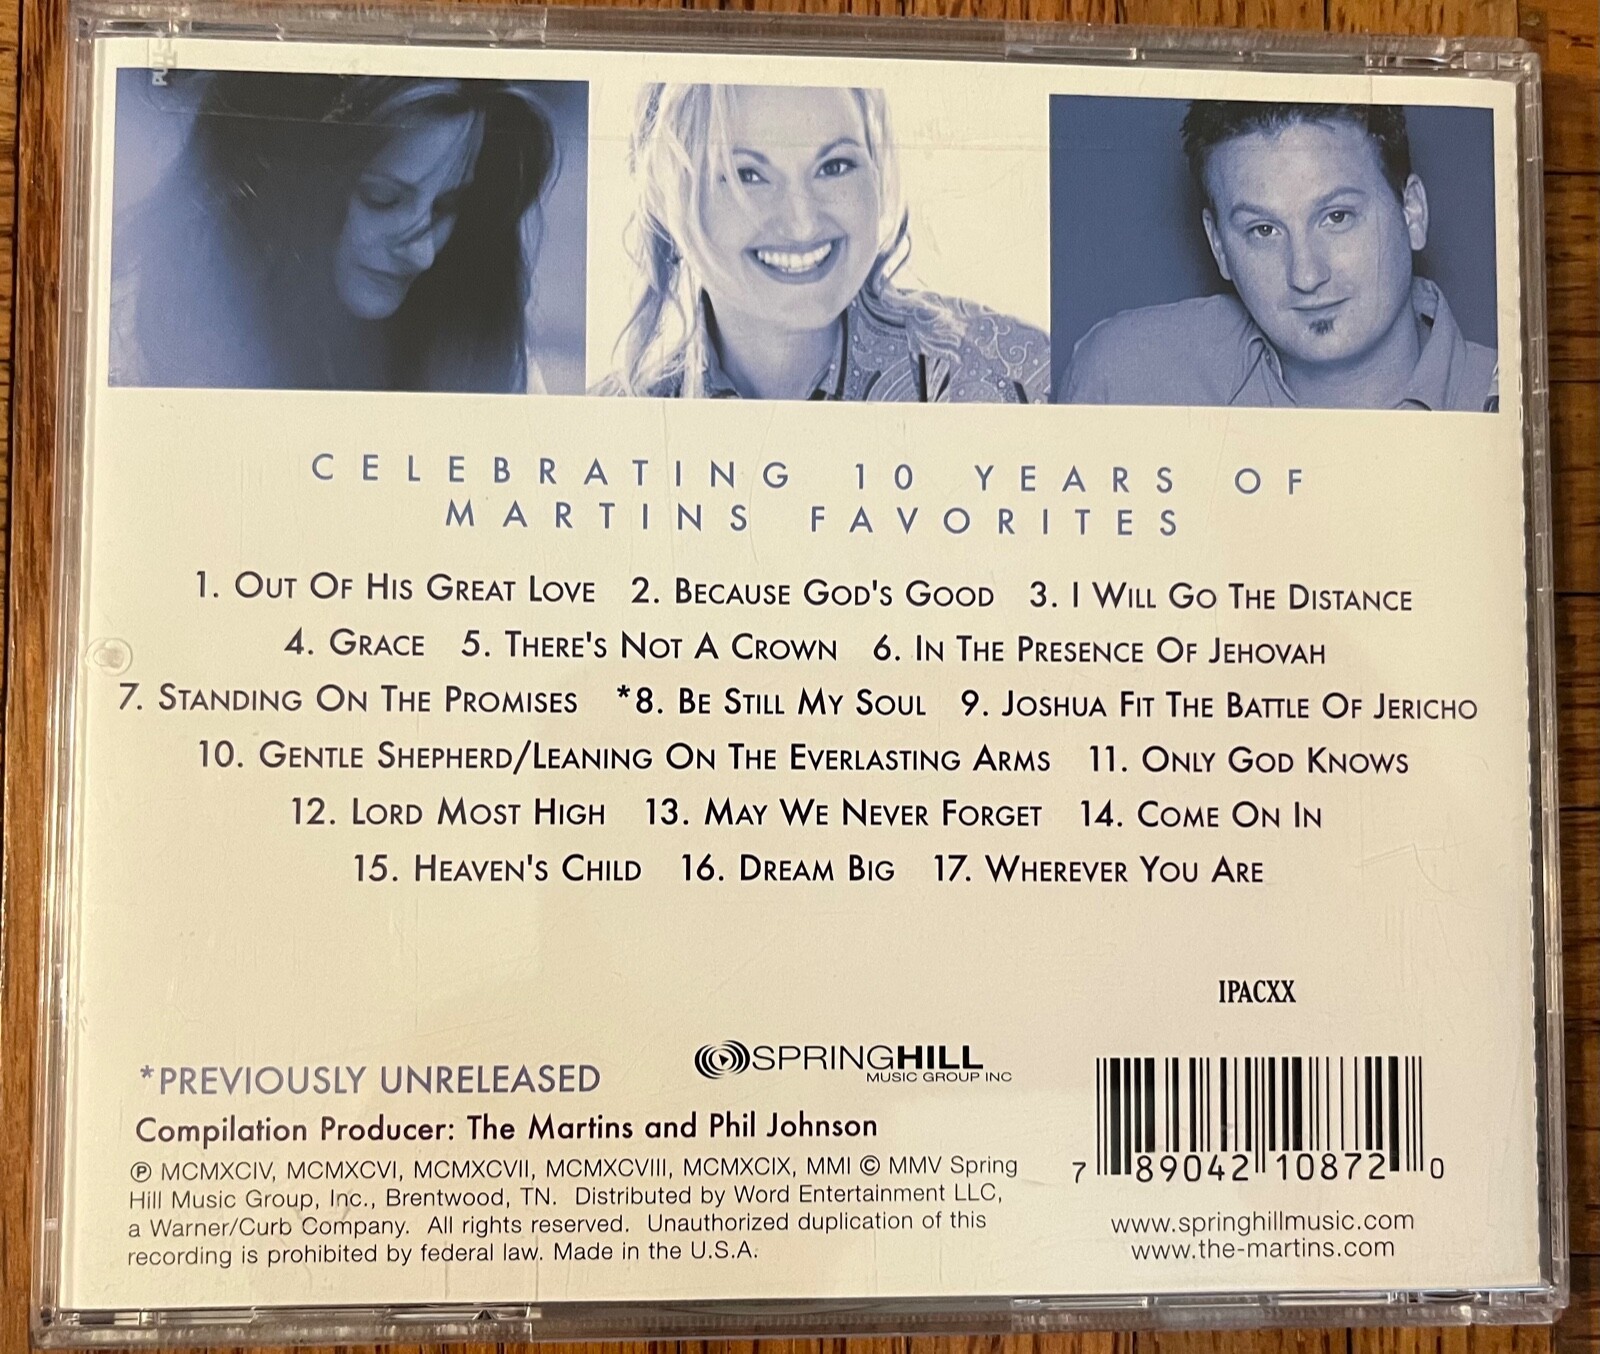 CELEBRATING 10 YEARS OF
MARTINS FAVORITES
1. OUT OF HIS GREAT LOVE 2. BECAUSE GOD'S GOOD 3. I WILL GO THE DISTANCE
4. GRACE 5. THERE'S NOT A CROWN 6. IN THE PRESENCE OF JEHOVAH
7. STANDING ON THE PROMISES *8. BE STILL MY SOUL 9. JOSHUA FIT THE BATTLE OF JERICHO
10. GENTLE SHEPHERD/LEANING ON THE EVERLASTING ARMS 11. ONLY GOD KNOWS
12. LORD MOST HIGH 13. MAY WE NEVER FORGET 14. COME ON IN
15. HEAVEN'S CHILD 16. DREAM BIG 17. WHEREVER YOU ARE
IPACXX
SPRINGHILL
MUSIC GROUP INC
*PREVIOUSLY UNRELEASED
Compilation Producer: The Martins and Phil Johnson
℗ MCMXCIV, MCMXCVI, MCMXCVII, MCMXCVIII, MCMXCIX, MMI © MMV Spring
Hill Music Group, Inc., Brentwood, TN. Distributed by Word Entertainment LLC,
a Warner/Curb Company. All rights reserved. Unauthorized duplication of this
recording is prohibited by federal law. Made in the U.S.A.
7 89042 10872 0
www.springhillmusic.com
www.the-martins.com